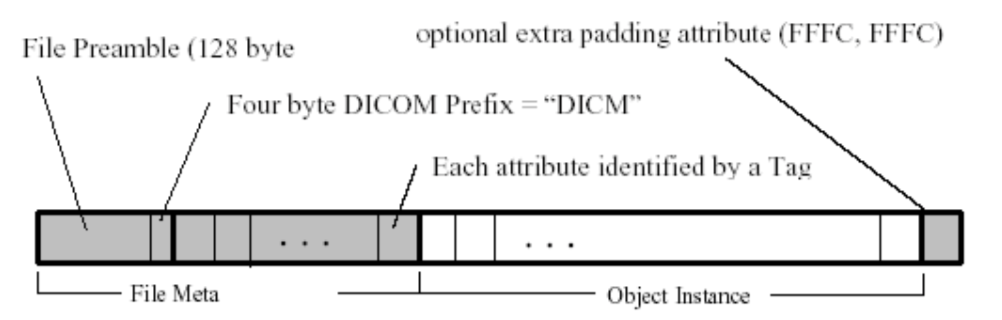 optional extra padding attribute (FFFC, FFFC)
File Preamble (128 byte
Four byte DICOM Prefix = “DICM”
Each attribute identified by a Tag
. . .
. . .
File Meta
Object Instance